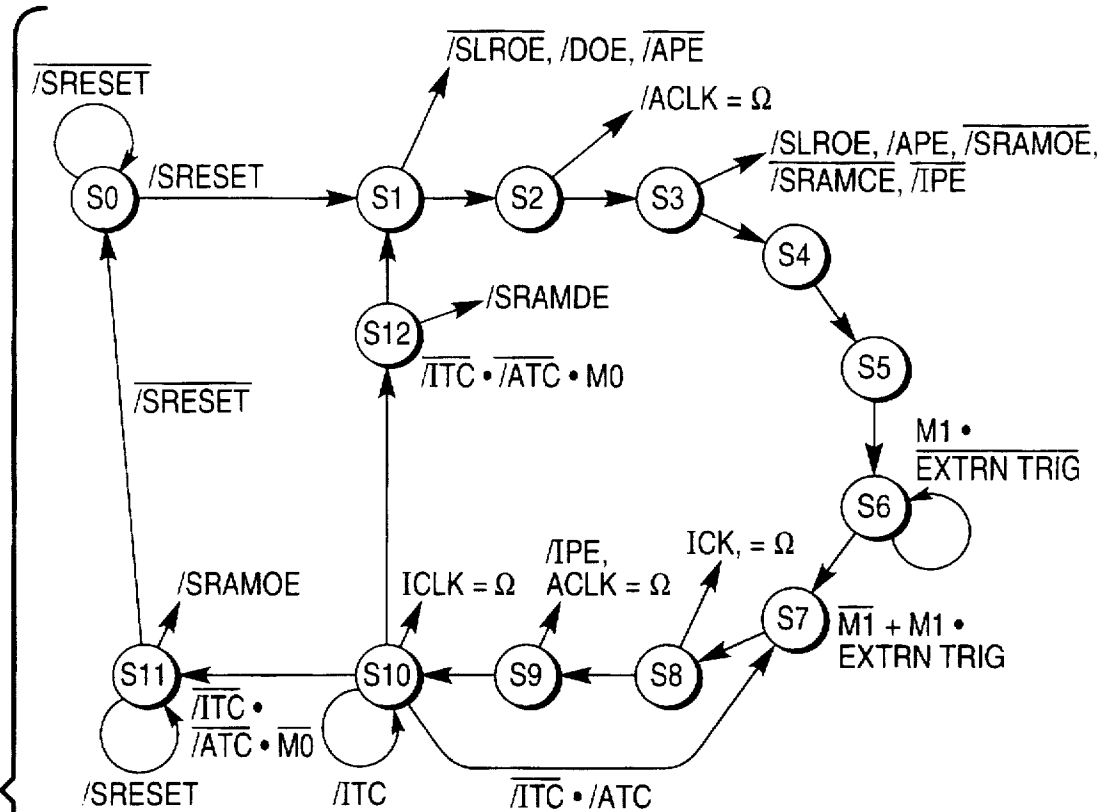 /SLROE, /DOE, /APE
/SRESET
/ACLK = Ω
/SLROE, /APE, /SRAMOE,
/SRAMCE, /IPE
S0
/SRESET
S1
S2
S3
S4
S12
/SRAMDE
/ITC • /ATC • M0
S5
/SRESET
M1 •
EXTRN TRIG
S6
ICK, = Ω
/IPE,
ACLK = Ω
ICLK = Ω
/SRAMOE
S7
M1 + M1 •
EXTRN TRIG
S11
S10
S9
S8
/ITC •
/ATC • M0
/SRESET
/ITC
/ITC • /ATC